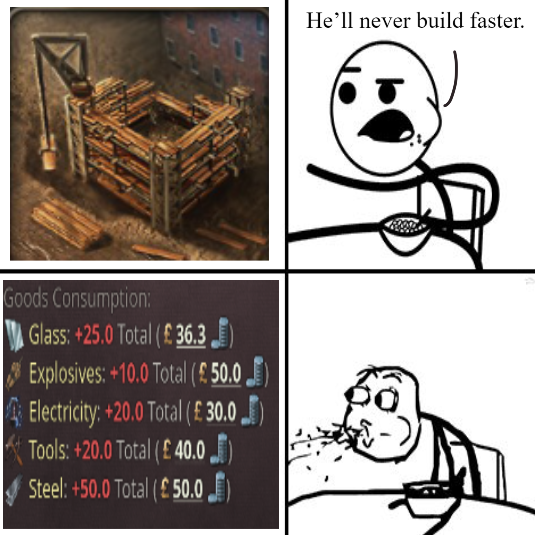 He'll never build faster.
Goods Consumption:
Glass: +25.0 Total (£ 36.3 )
Explosives: +10.0 Total (£ 50.0 )
Electricity: +20.0 Total (£ 30.0 )
Tools: +20.0 Total (£ 40.0 )
Steel: +50.0 Total (£ 50.0 )